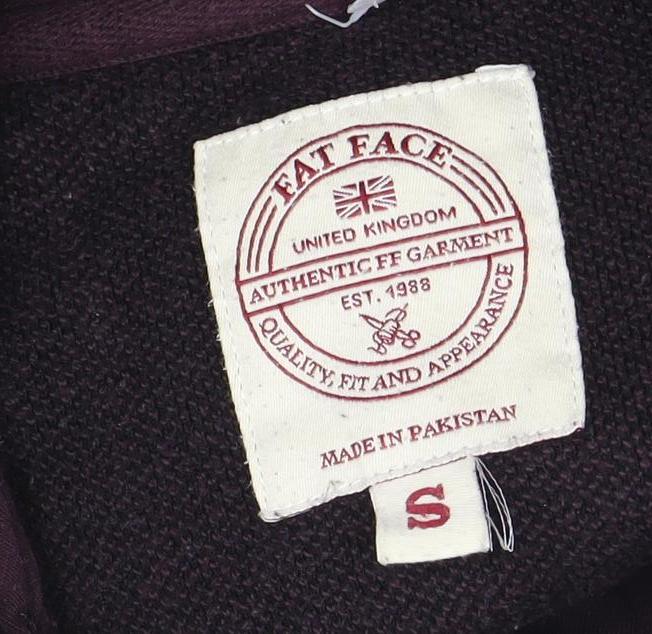 FAT FACE
UNITED KINGDOM
AUTHENTIC FF GARMENT
EST. 1988
QUALITY, FIT AND APPEARANCE
MADE IN PAKISTAN
S